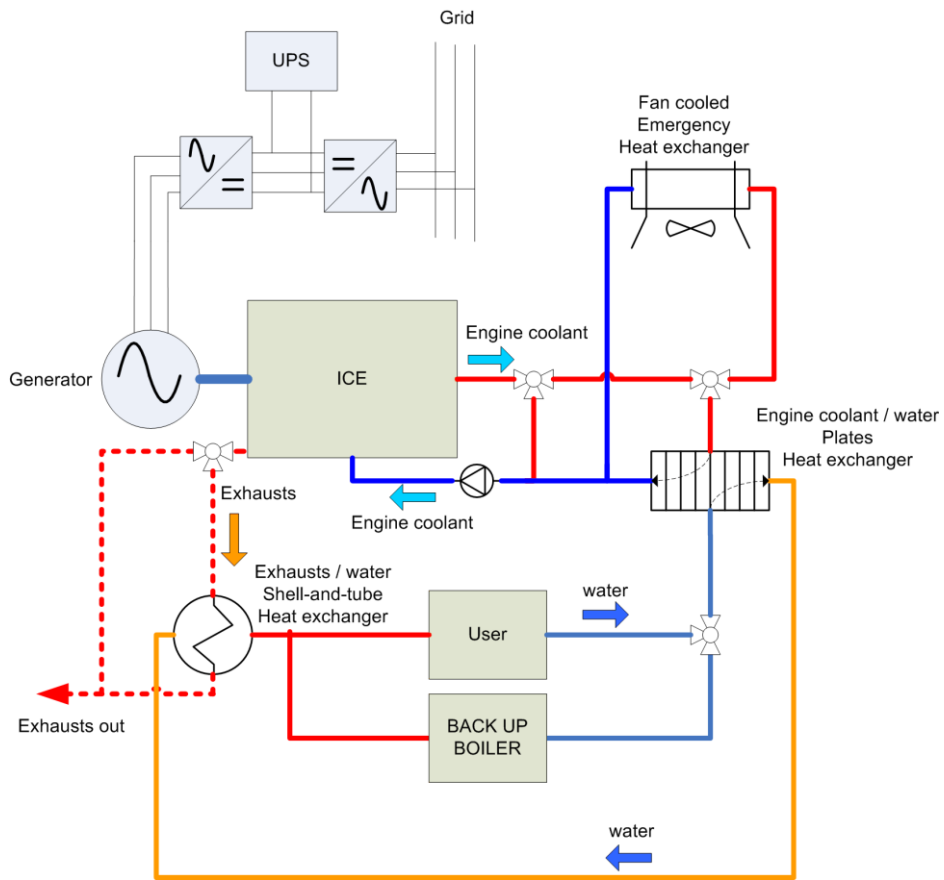 Grid
UPS
Fan cooled
Emergency
Heat exchanger
Engine coolant
Generator
ICE
Engine coolant / water
Plates
Heat exchanger
Exhausts
Engine coolant
Exhausts / water
Shell-and-tube
Heat exchanger
water
User
Exhausts out
BACK UP
BOILER
water